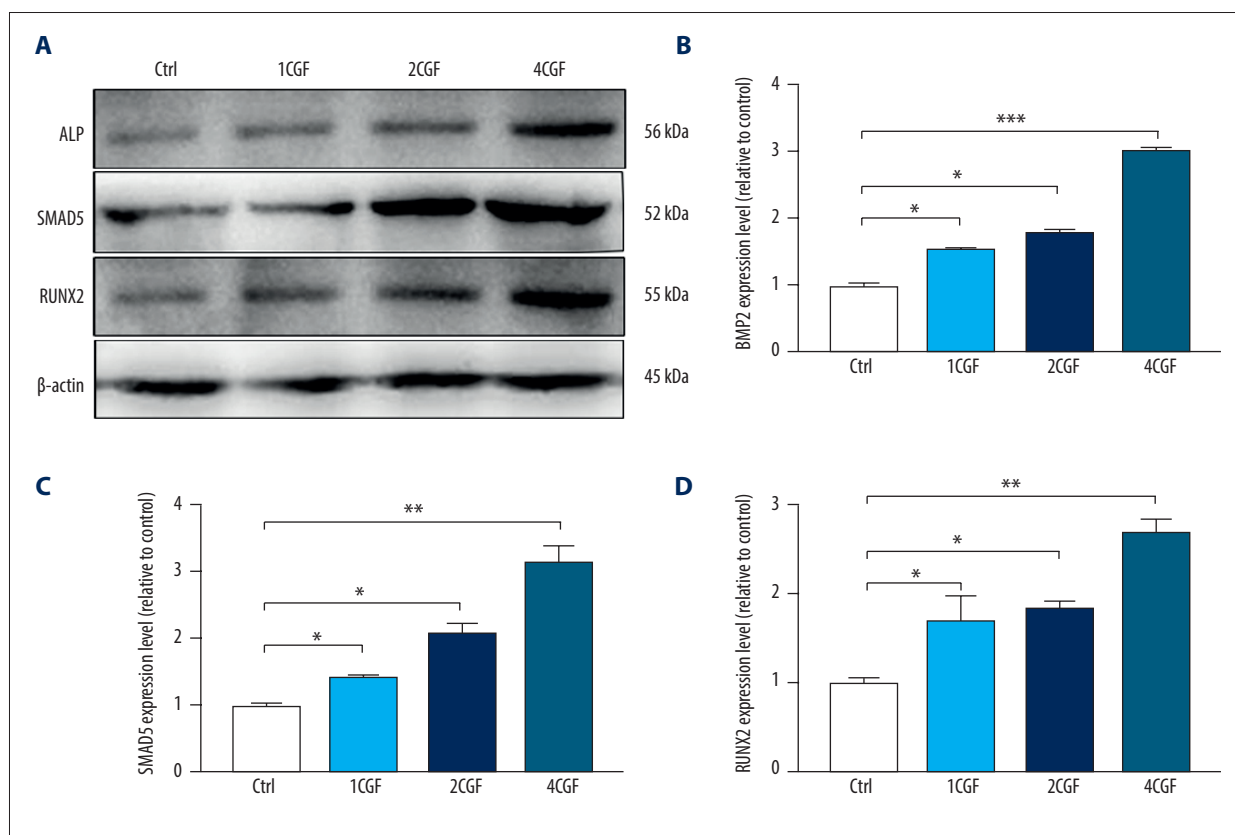 A
Ctrl 1CGF 2CGF 4CGF
ALP 56 kDa
SMAD5 52 kDa
RUNX2 55 kDa
β-actin 45 kDa
B
BMP2 expression level (relative to control)
4
3
2
1
0
***
*
*
Ctrl 1CGF 2CGF 4CGF
C
SMAD5 expression level (relative to control)
4
3
2
1
0
**
*
*
Ctrl 1CGF 2CGF 4CGF
D
RUNX2 expression level (relative to control)
3
2
1
0
**
*
*
Ctrl 1CGF 2CGF 4CGF